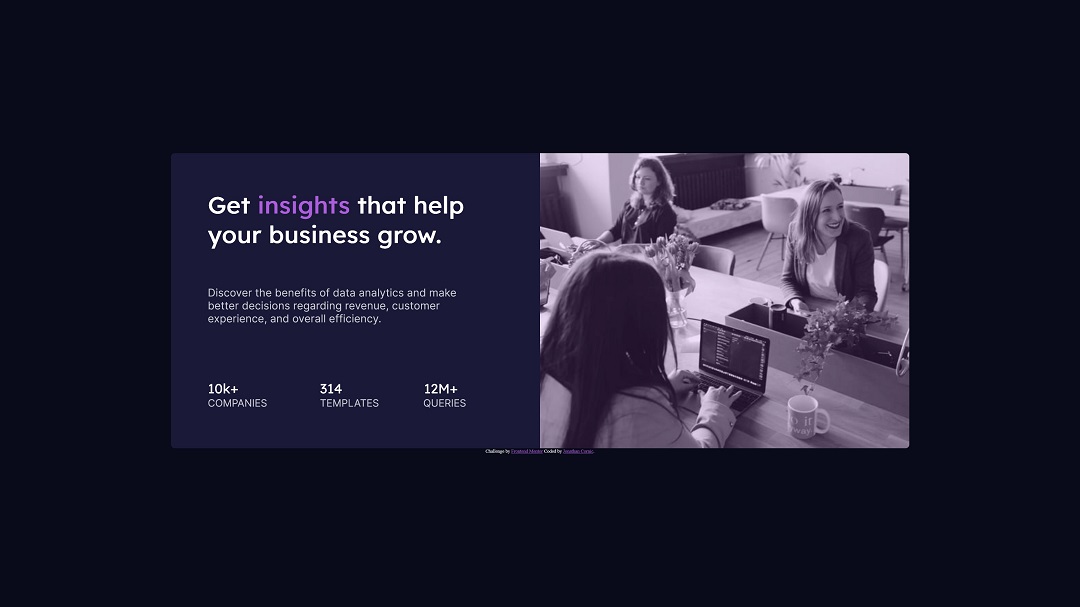 Get insights that help
your business grow.
Discover the benefits of data analytics and make
better decisions regarding revenue, customer
experience, and overall efficiency.
10k+ 314 12M+
COMPANIES TEMPLATES QUERIES
Challenge by Frontend Mentor Coded by Jonathan